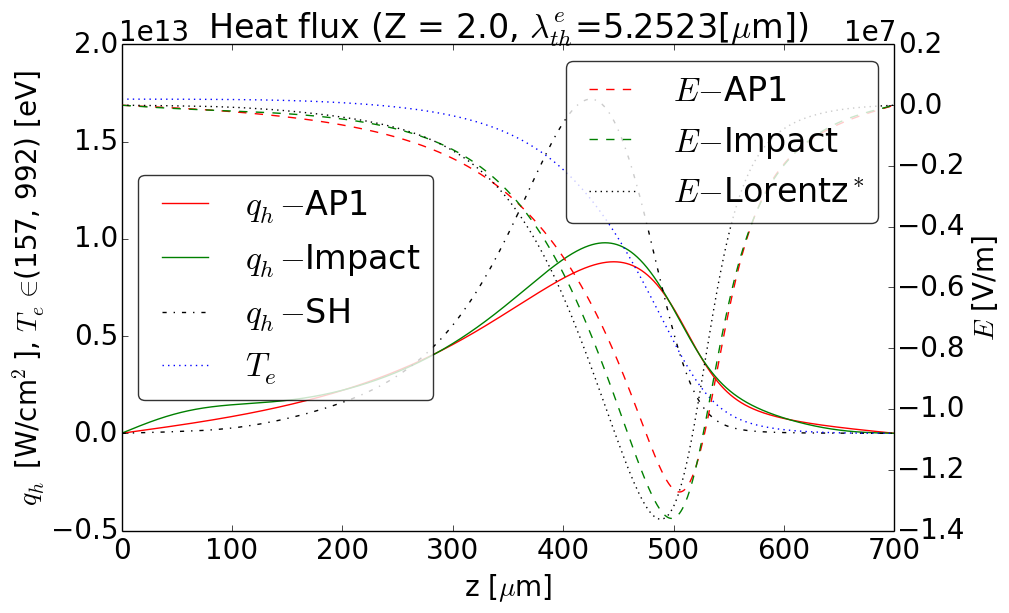 Heat flux (Z = 2.0, λ_th^e=5.2523[μm])
1e13
1e7
2.0
1.5
1.0
0.5
0.0
−0.5
q_h [W/cm²], T_e ∈(157, 992) [eV]
q_h −AP1
q_h −Impact
q_h −SH
T_e
E−AP1
E−Impact
E−Lorentz*
0.2
0.0
−0.2
−0.4
−0.6
−0.8
−1.0
−1.2
−1.4
E [V/m]
0 100 200 300 400 500 600 700
z [μm]